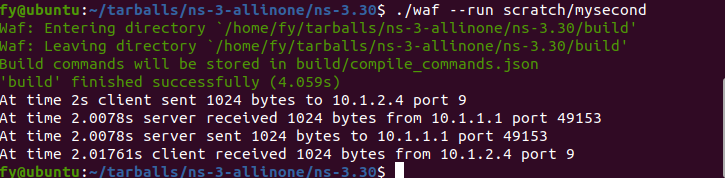 fy@ubuntu:~/tarballs/ns-3-allinone/ns-3.30$ ./waf --run scratch/mysecond
Waf: Entering directory `/home/fy/tarballs/ns-3-allinone/ns-3.30/build'
Waf: Leaving directory `/home/fy/tarballs/ns-3-allinone/ns-3.30/build'
Build commands will be stored in build/compile_commands.json
'build' finished successfully (4.059s)
At time 2s client sent 1024 bytes to 10.1.2.4 port 9
At time 2.0078s server received 1024 bytes from 10.1.1.1 port 49153
At time 2.0078s server sent 1024 bytes to 10.1.1.1 port 49153
At time 2.01761s client received 1024 bytes from 10.1.2.4 port 9
fy@ubuntu:~/tarballs/ns-3-allinone/ns-3.30$